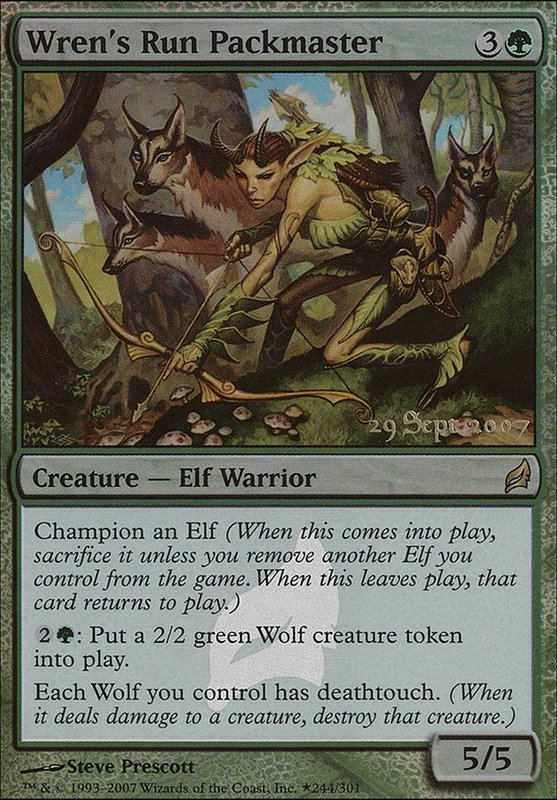 Wren's Run Packmaster 3
29 Sept 2007
Creature — Elf Warrior
Champion an Elf (When this comes into play,
sacrifice it unless you remove another Elf you
control from the game. When this leaves play, that
card returns to play.)
2: Put a 2/2 green Wolf creature token
into play.
Each Wolf you control has deathtouch. (When
it deals damage to a creature, destroy that creature.)
5/5
Steve Prescott
™ & © 1993–2007 Wizards of the Coast, Inc. ★244/301